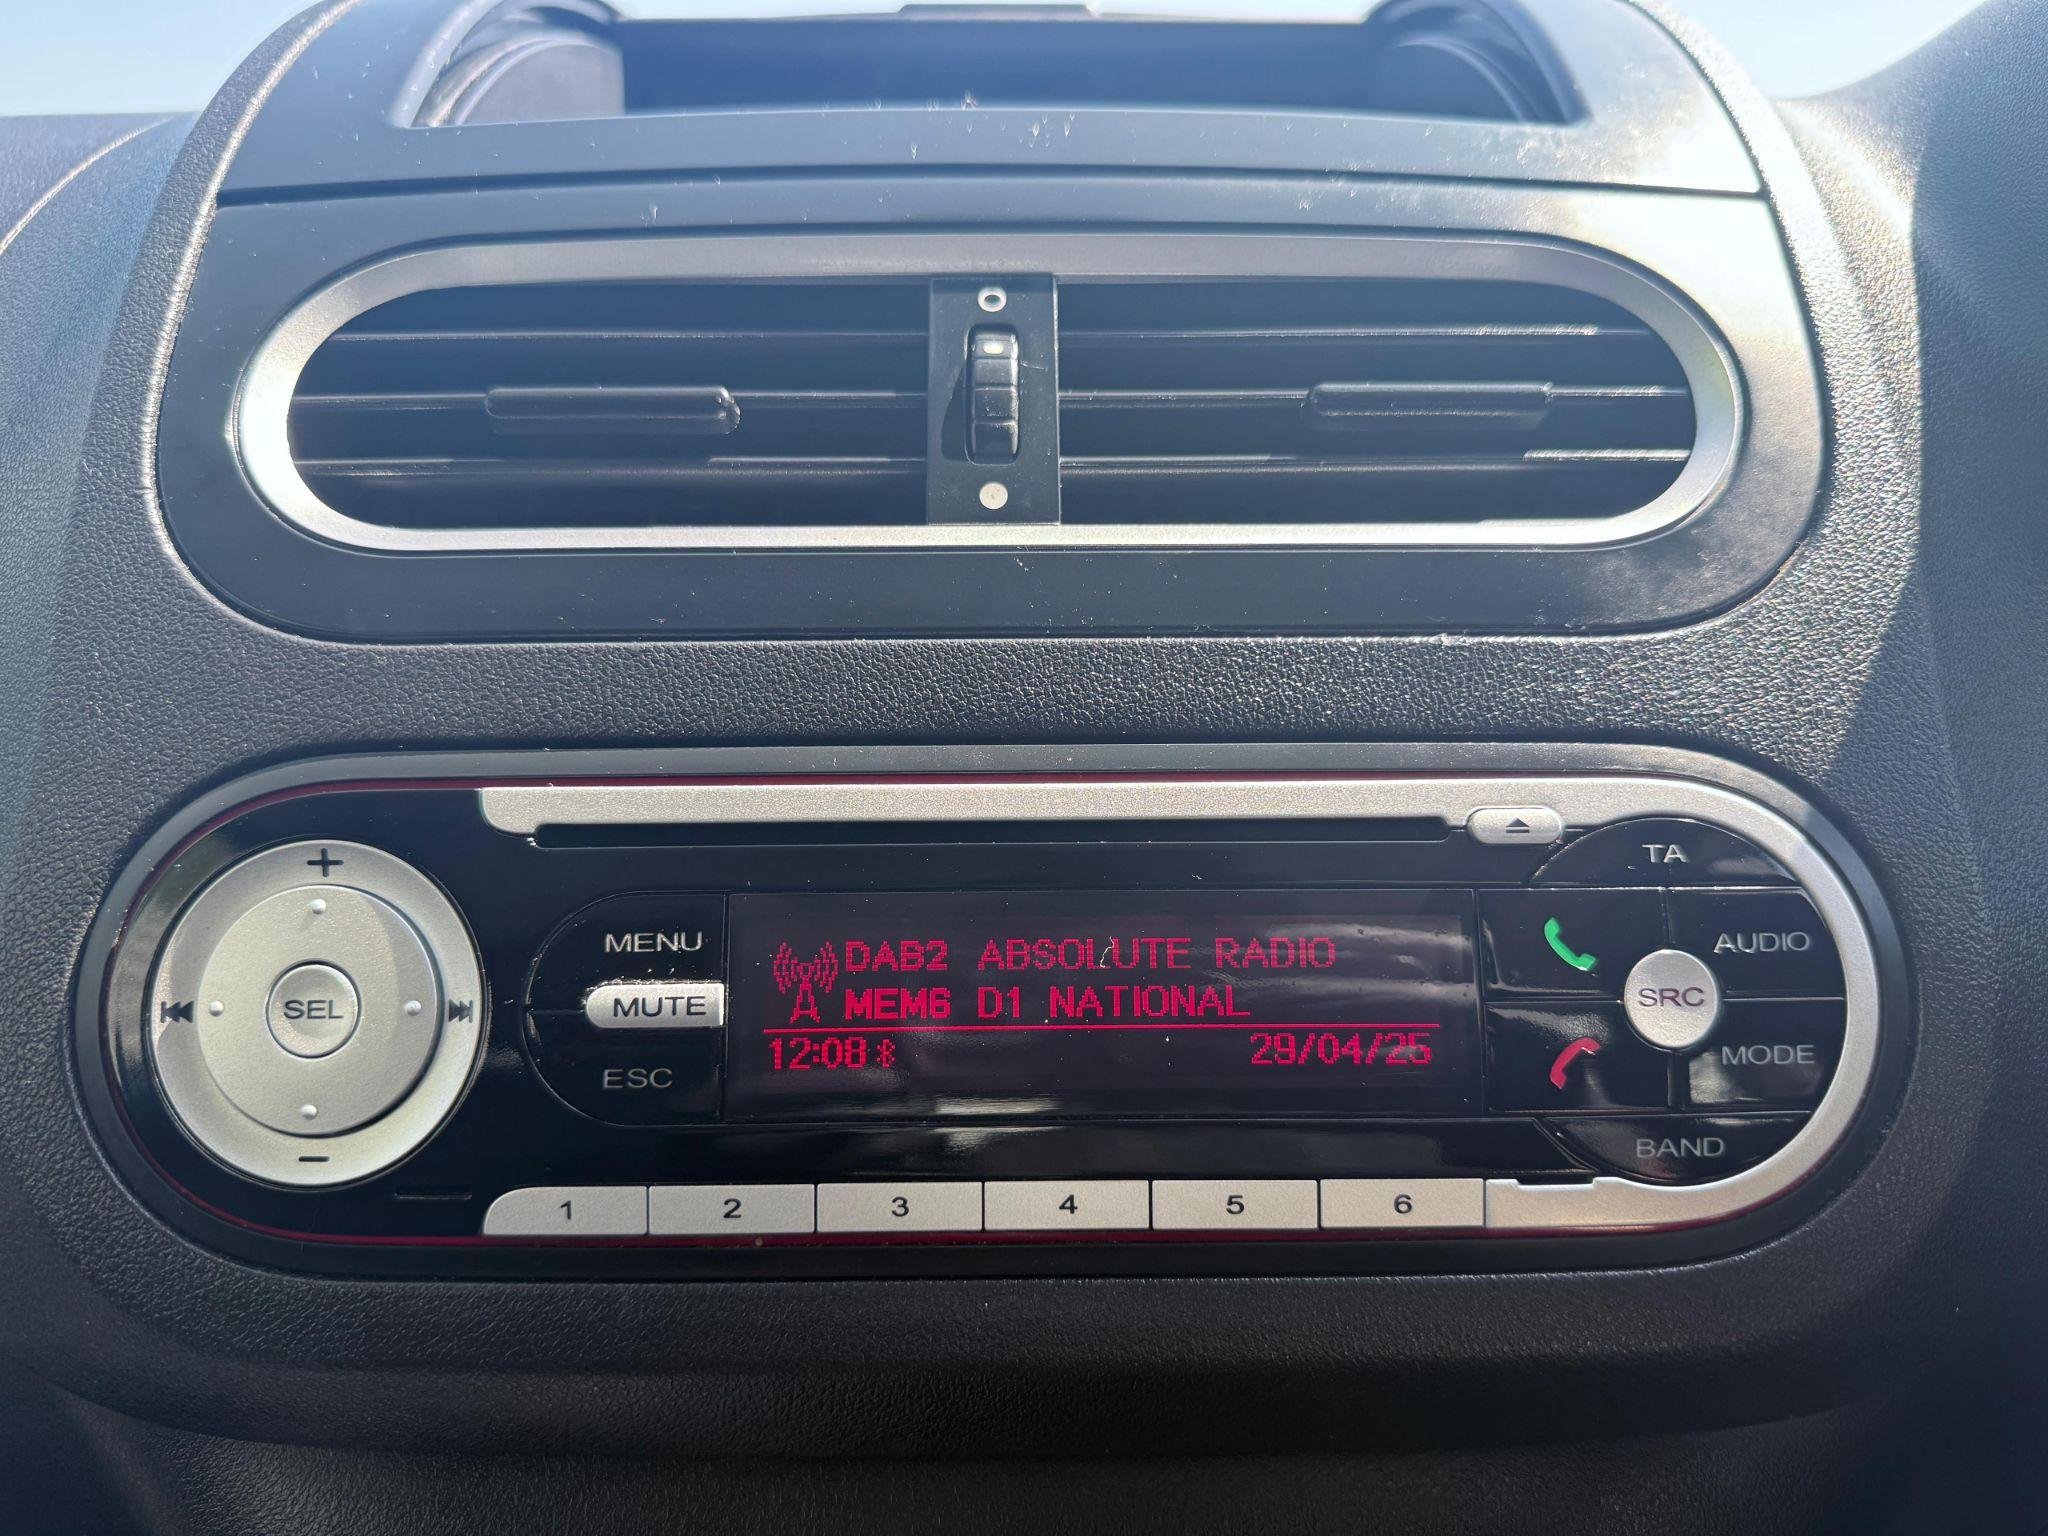 TA
MENU
MUTE
ESC
SEL
DAB2 ABSOLUTE RADIO
MEM6 D1 NATIONAL
12:08 29/04/25
AUDIO
SRC
MODE
BAND
1 2 3 4 5 6